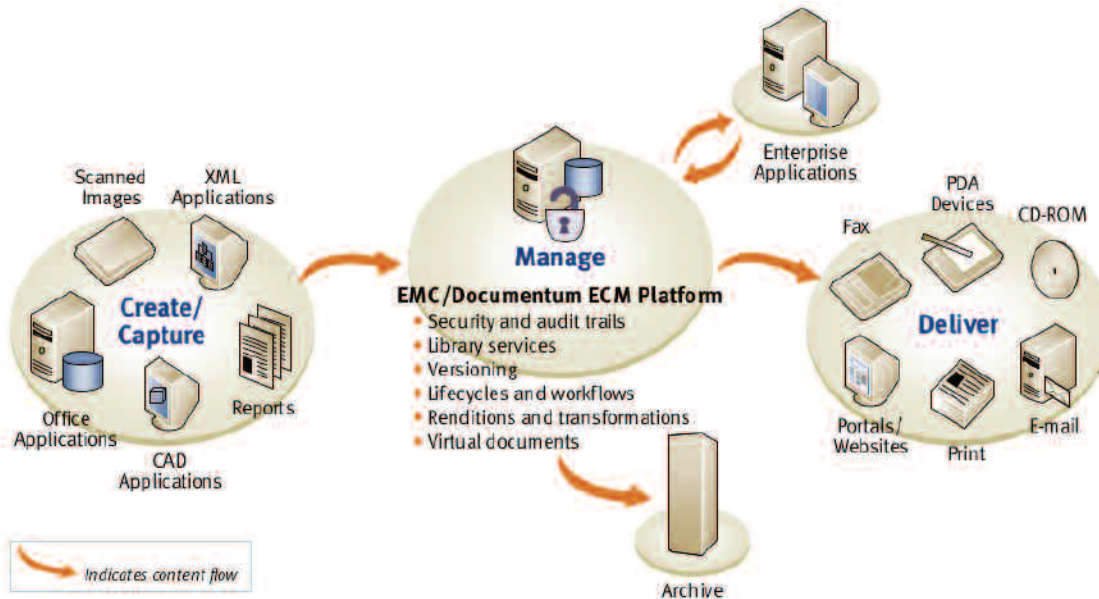 Scanned
Images
XML
Applications
Create/
Capture
Office
Applications
CAD
Applications
Reports
Manage
EMC/Documentum ECM Platform
• Security and audit trails
• Library services
• Versioning
• Lifecycles and workflows
• Renditions and transformations
• Virtual documents
Enterprise
Applications
Archive
Fax
PDA
Devices
CD-ROM
Deliver
Portals/
Websites
Print
E-mail
Indicates content flow